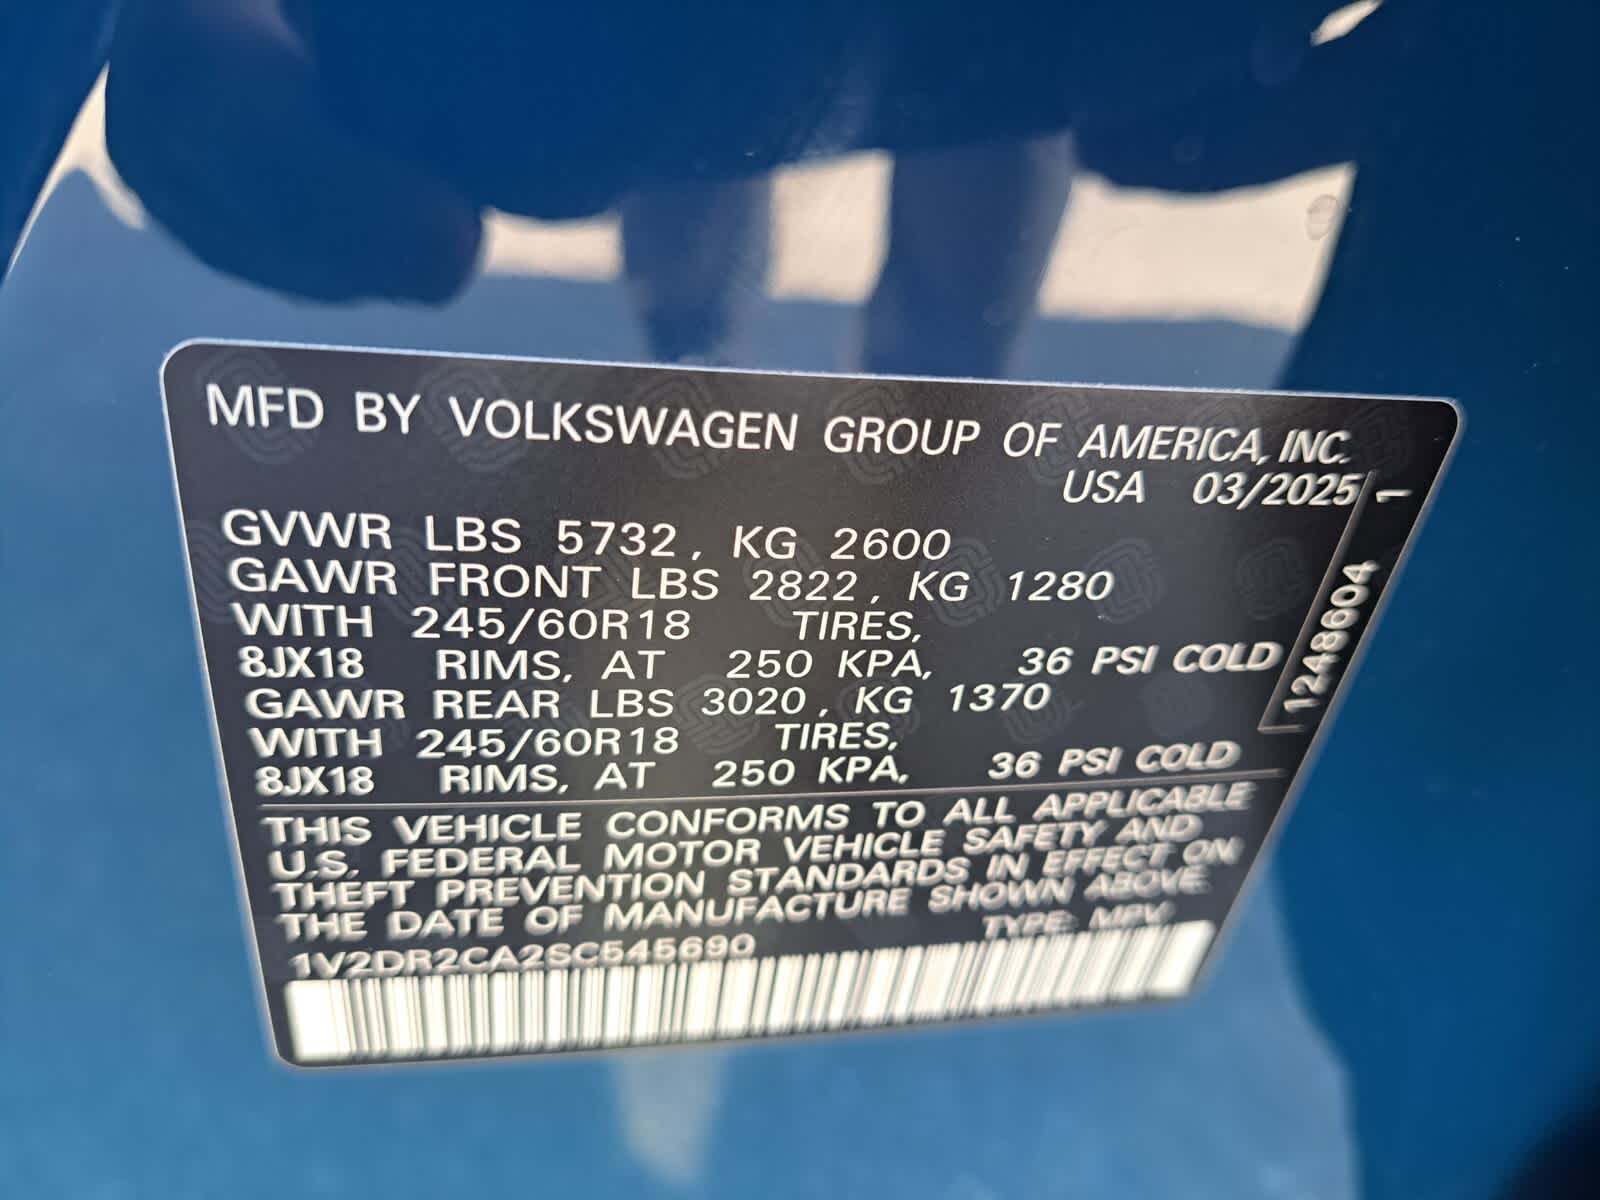 MFD BY VOLKSWAGEN GROUP OF AMERICA, INC.
USA 03/2025
GVWR LBS 5732, KG 2600
GAWR FRONT LBS 2822, KG 1280
WITH 245/60R18 TIRES,
8JX18 RIMS, AT 250 KPA, 36 PSI COLD
GAWR REAR LBS 3020, KG 1370
WITH 245/60R18 TIRES,
8JX18 RIMS, AT 250 KPA, 36 PSI COLD
THIS VEHICLE CONFORMS TO ALL APPLICABLE
U.S. FEDERAL MOTOR VEHICLE SAFETY AND
THEFT PREVENTION STANDARDS IN EFFECT ON
THE DATE OF MANUFACTURE SHOWN ABOVE.
TYPE: MPV
1V2DR2CA2SC545690
1248604 1